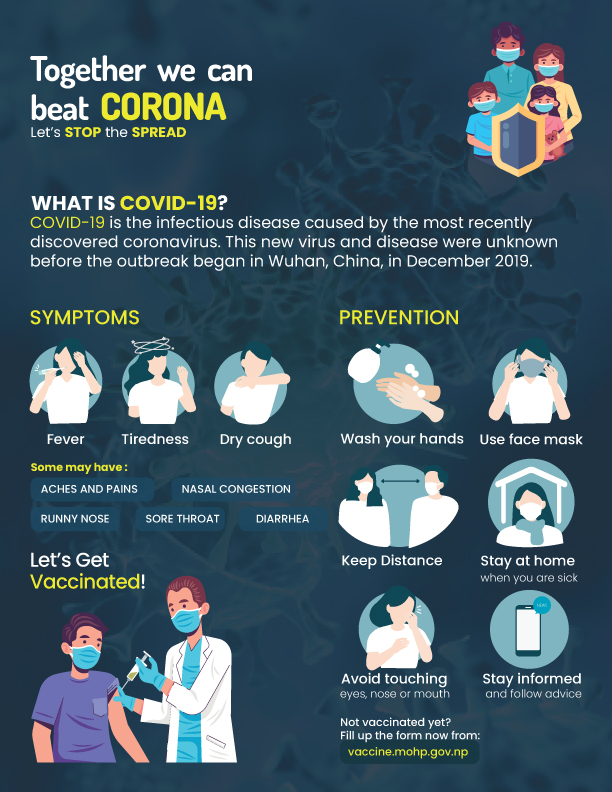 Together we can
beat CORONA
Let's STOP the SPREAD
WHAT IS COVID-19?
COVID-19 is the infectious disease caused by the most recently
discovered coronavirus. This new virus and disease were unknown
before the outbreak began in Wuhan, China, in December 2019.
SYMPTOMS
Fever
Tiredness
Dry cough
Some may have :
ACHES AND PAINS
NASAL CONGESTION
RUNNY NOSE
SORE THROAT
DIARRHEA
Let's Get
Vaccinated!
PREVENTION
Wash your hands
Use face mask
Keep Distance
Stay at home
when you are sick
Avoid touching
eyes, nose or mouth
NEWS
Stay informed
and follow advice
Not vaccinated yet?
Fill up the form now from:
vaccine.mohp.gov.np